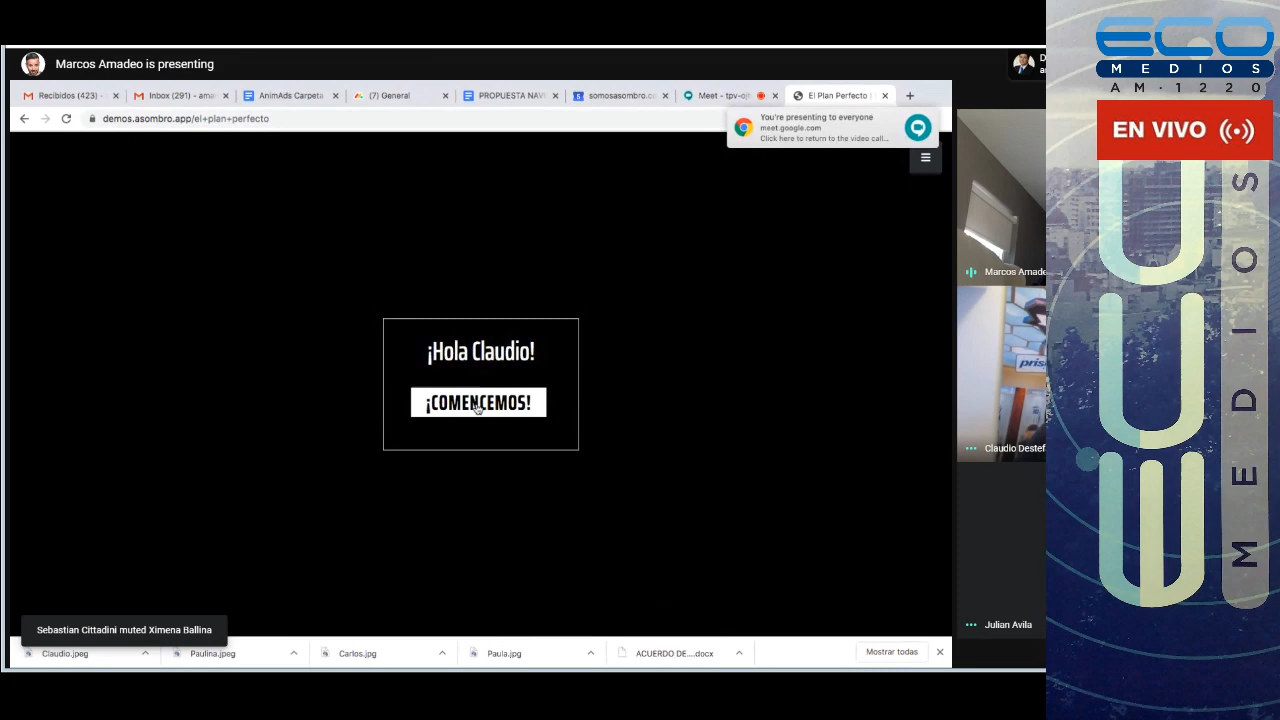 Marcos Amadeo is presenting
Recibidos (423) -
Inbox (291) - ama
AnimAds Carpeta
(7) General
PROPUESTA NAV
somosasombro.co
Meet - tpv-ojh
El Plan Perfecto |
demos.asombro.app/el+plan+perfecto
You're presenting to everyone
meet.google.com
Click here to return to the video call...
¡Hola Claudio!
¡COMENCEMOS!
Marcos Amade
Claudio Destef
Julian Avila
Sebastian Cittadini muted Ximena Ballina
Claudio.jpeg
Paulina.jpeg
Carlos.jpg
Paula.jpg
ACUERDO DE....docx
Mostrar todas
ECO
MEDIOS
AM·1220
EN VIVO
MEDIOS